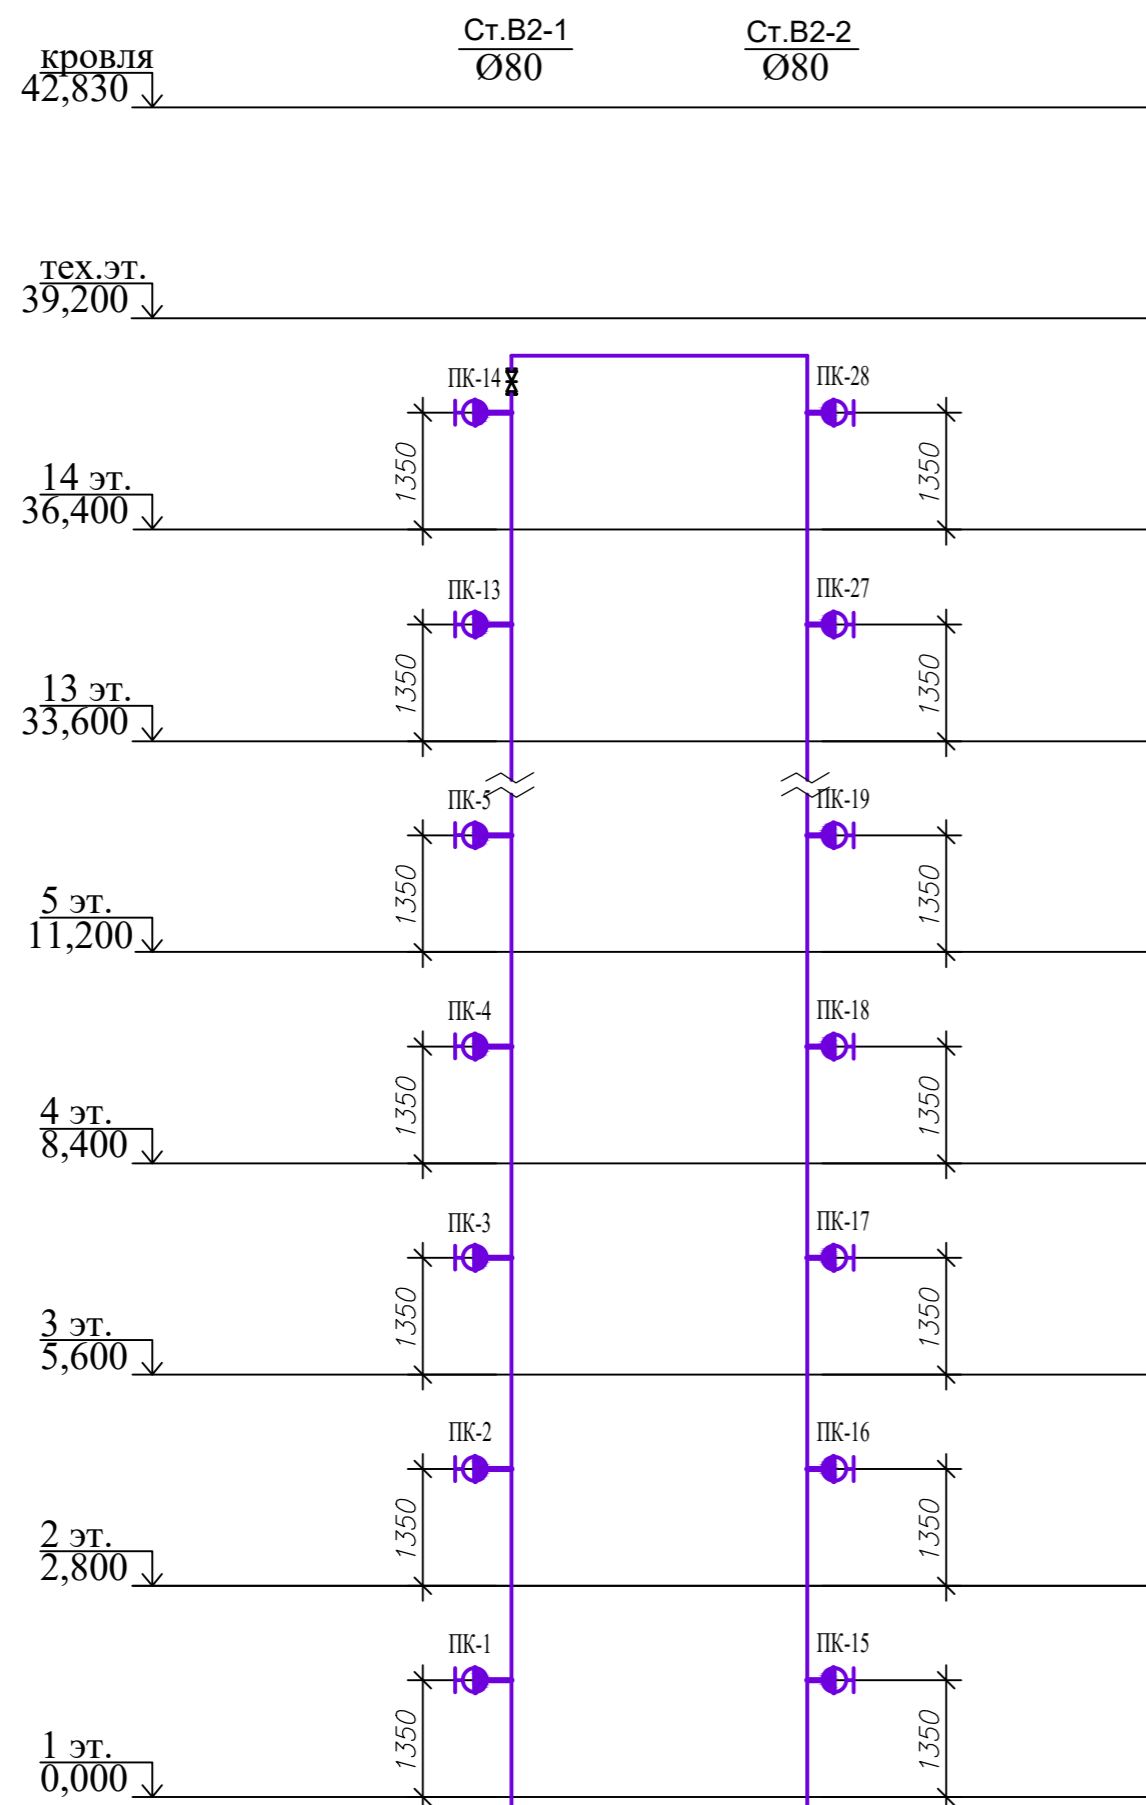 Ст.В2-1
Ø80
Ст.В2-2
Ø80
кровля
42,830
тех.эт.
39,200
ПК-14
ПК-28
1350
1350
14 эт.
36,400
ПК-13
ПК-27
1350
1350
13 эт.
33,600
ПК-5
ПК-19
1350
1350
5 эт.
11,200
ПК-4
ПК-18
1350
1350
4 эт.
8,400
ПК-3
ПК-17
1350
1350
3 эт.
5,600
ПК-2
ПК-16
1350
1350
2 эт.
2,800
ПК-1
ПК-15
1350
1350
1 эт.
0,000